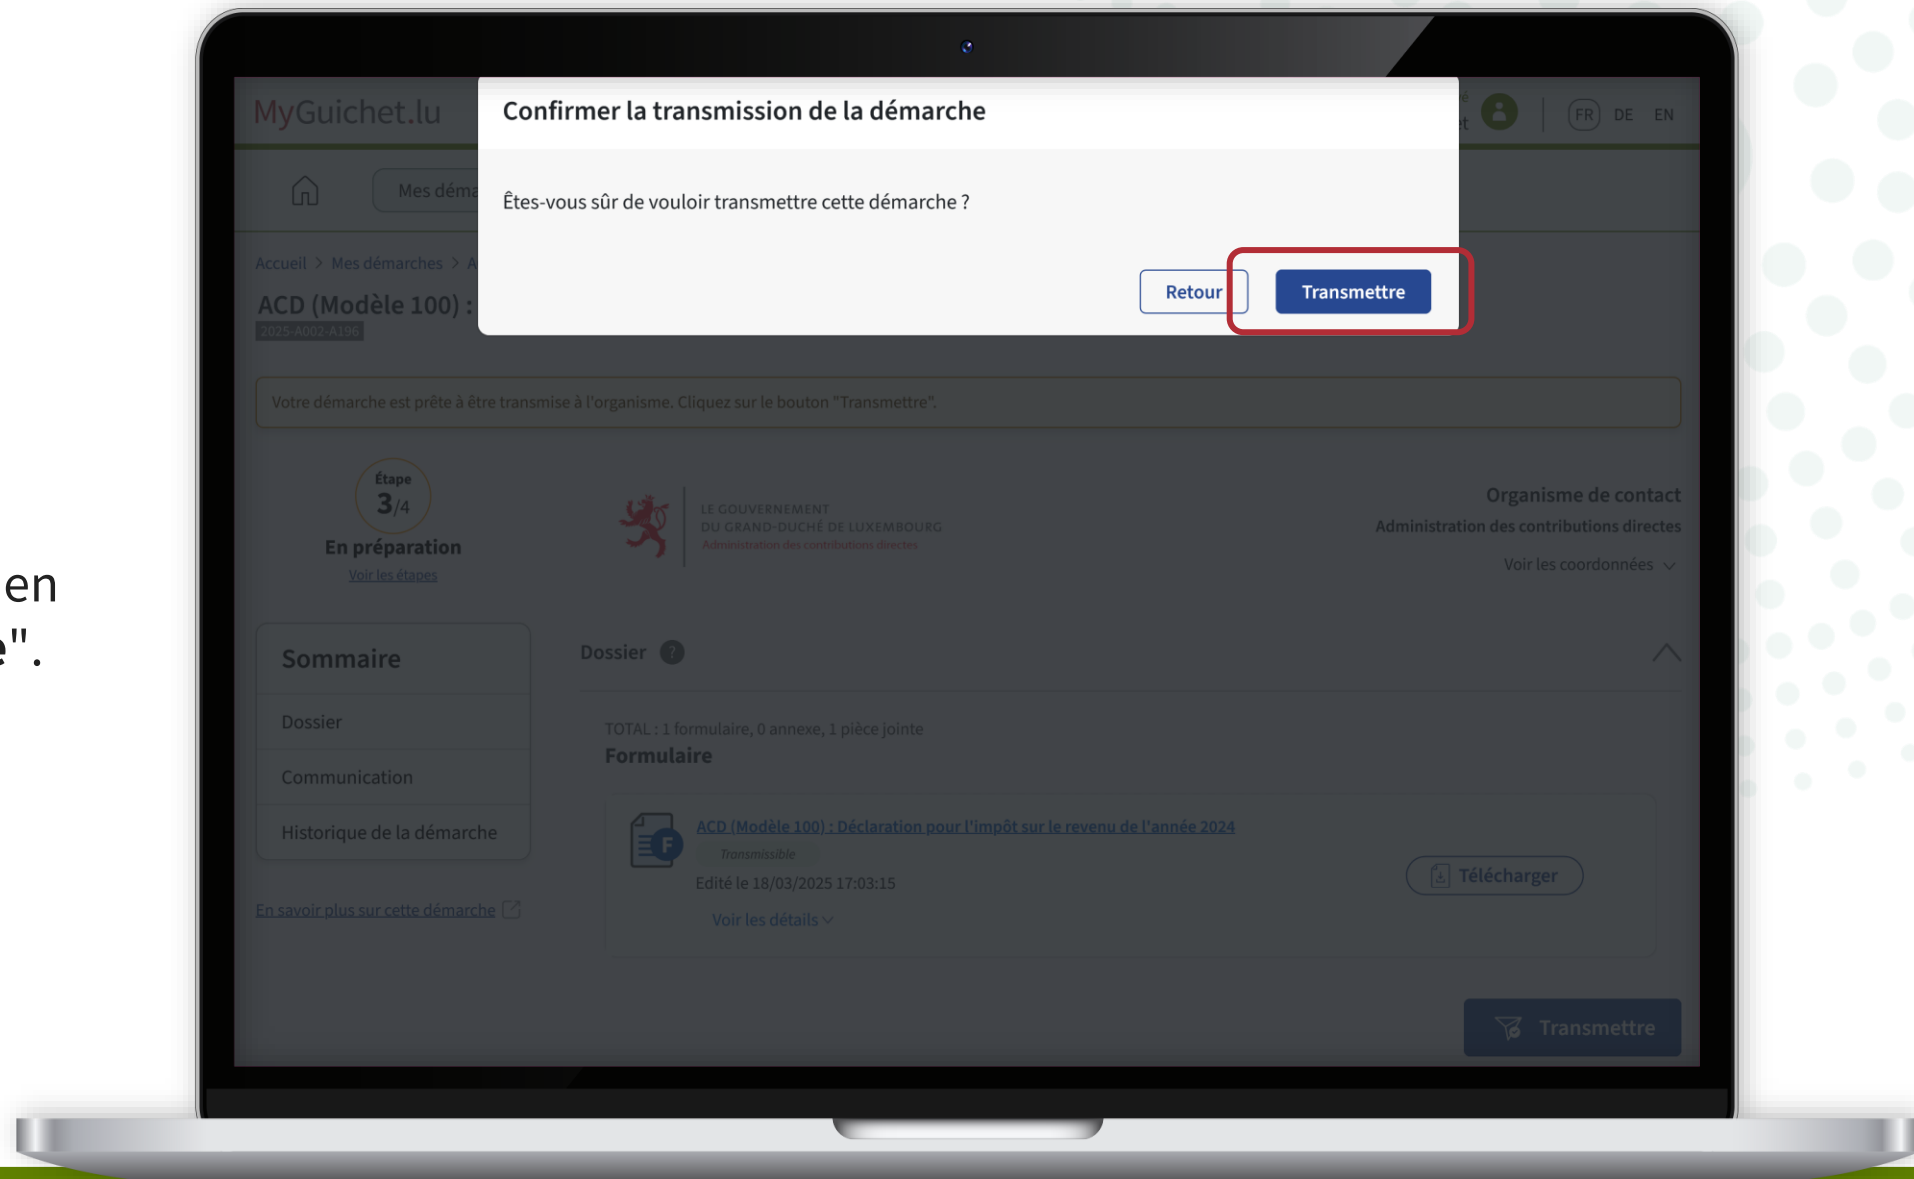 en
e".
MyGuichet.lu
FR DE EN
Mes déma
Confirmer la transmission de la démarche
Êtes-vous sûr de vouloir transmettre cette démarche ?
Retour
Transmettre
Accueil > Mes démarches > A
ACD (Modèle 100) :
2025-A002-A196
Votre démarche est prête à être transmise à l'organisme. Cliquez sur le bouton "Transmettre".
Étape
3/4
En préparation
Voir les étapes
LE GOUVERNEMENT
DU GRAND-DUCHÉ DE LUXEMBOURG
Administration des contributions directes
Organisme de contact
Administration des contributions directes
Voir les coordonnées
Sommaire
Dossier
Communication
Historique de la démarche
En savoir plus sur cette démarche
Dossier ?
TOTAL : 1 formulaire, 0 annexe, 1 pièce jointe
Formulaire
F
ACD (Modèle 100) : Déclaration pour l'impôt sur le revenu de l'année 2024
Transmissible
Edité le 18/03/2025 17:03:15
Voir les détails
Télécharger
Transmettre